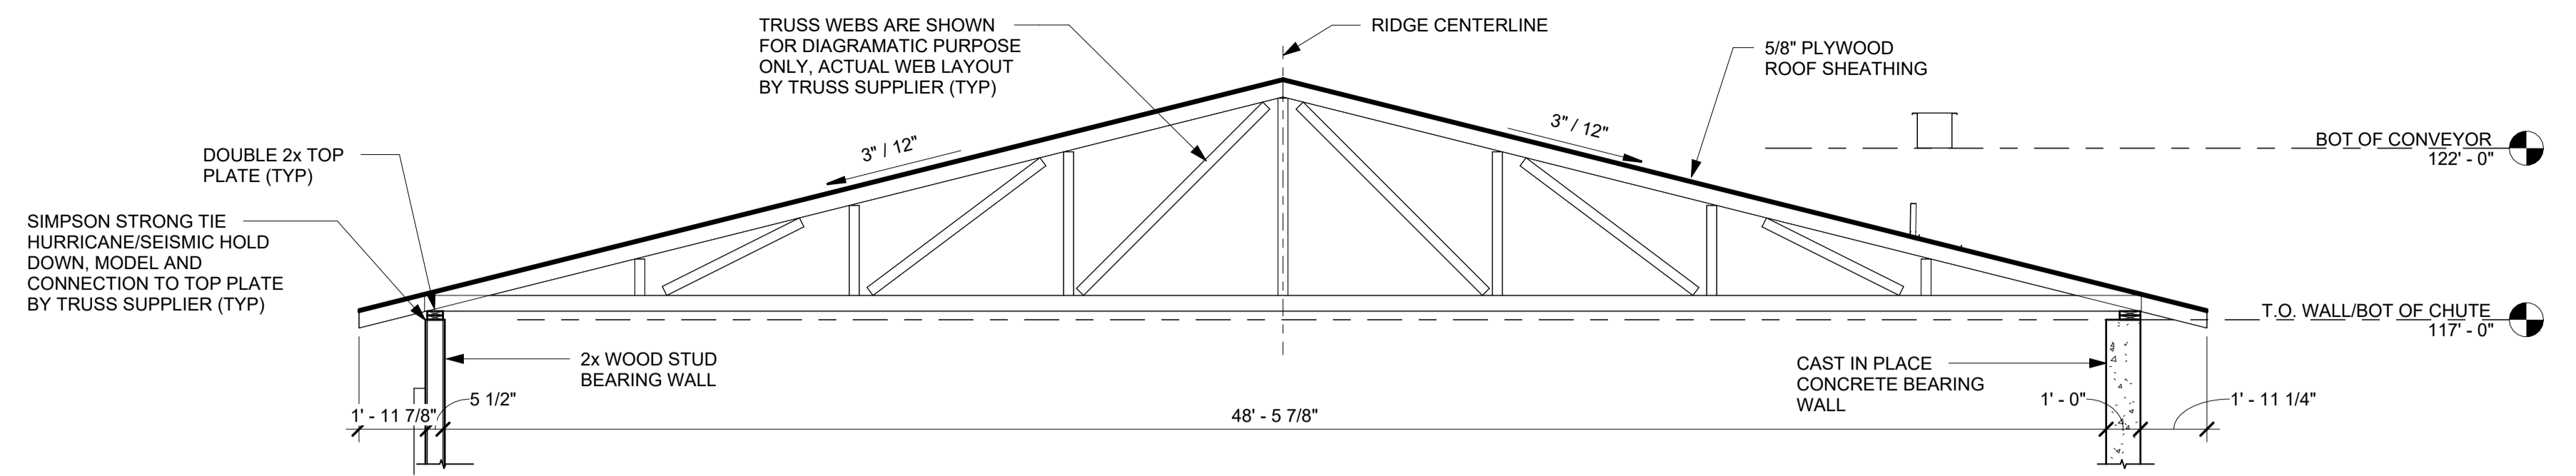 TRUSS WEBS ARE SHOWN
FOR DIAGRAMATIC PURPOSE
ONLY, ACTUAL WEB LAYOUT
BY TRUSS SUPPLIER (TYP)
RIDGE CENTERLINE
5/8" PLYWOOD
ROOF SHEATHING
3" / 12"
3" / 12"
BOT OF CONVEYOR
122' - 0"
DOUBLE 2x TOP
PLATE (TYP)
SIMPSON STRONG TIE
HURRICANE/SEISMIC HOLD
DOWN, MODEL AND
CONNECTION TO TOP PLATE
BY TRUSS SUPPLIER (TYP)
T.O. WALL/BOT OF CHUTE
117' - 0"
2x WOOD STUD
BEARING WALL
CAST IN PLACE
CONCRETE BEARING
WALL
1' - 11 7/8"
5 1/2"
48' - 5 7/8"
1' - 0"
1' - 11 1/4"